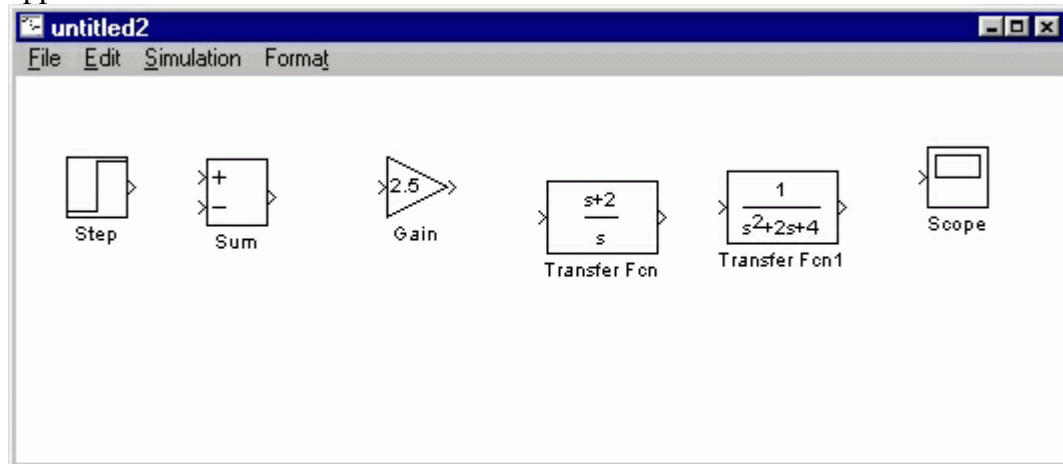 untitled2
File Edit Simulation Format
Step
+
−
Sum
2.5
Gain
s+2
s
Transfer Fcn
1
s²+2s+4
Transfer Fcn1
Scope